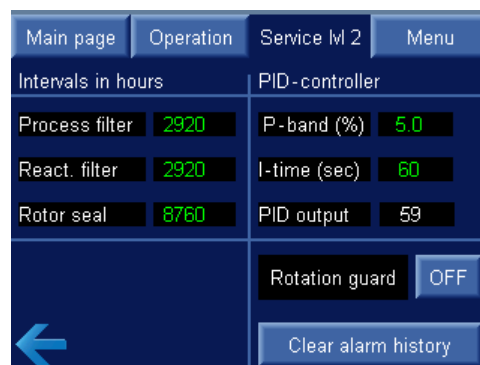 Main page Operation Service lvl 2 Menu
Intervals in hours
Process filter 2920
React. filter 2920
Rotor seal 8760
PID-controller
P-band (%) 5.0
I-time (sec) 60
PID output 59
Rotation guard OFF
Clear alarm history